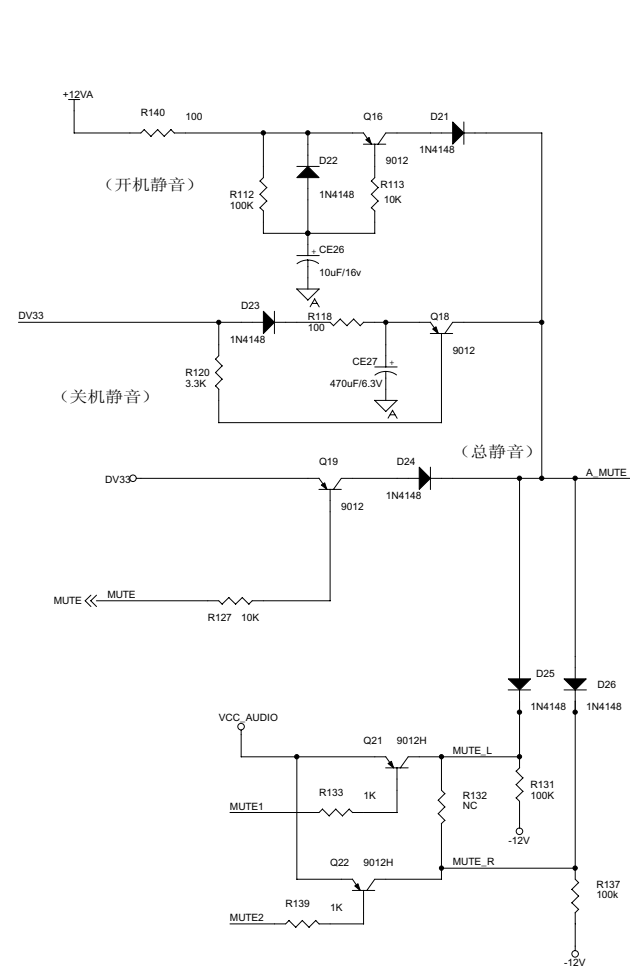 +12VA
R140 100
Q16
D21
1N4148
9012
D22
1N4148
（开机静音）
R112
100K
R113
10K
+ CE26
10uF/16v
A
DV33
D23
1N4148
R118
100
Q18
9012
R120
3.3K
CE27 +
470uF/6.3V
A
（关机静音）
（总静音）
DV33
Q19
9012
D24
1N4148
A_MUTE
MUTE
MUTE
R127 10K
D25
1N4148
D26
1N4148
VCC_AUDIO
Q21 9012H
MUTE_L
R133 1K
MUTE1
R132
NC
R131
100K
-12V
Q22 9012H
MUTE_R
R139 1K
MUTE2
R137
100k
-12V